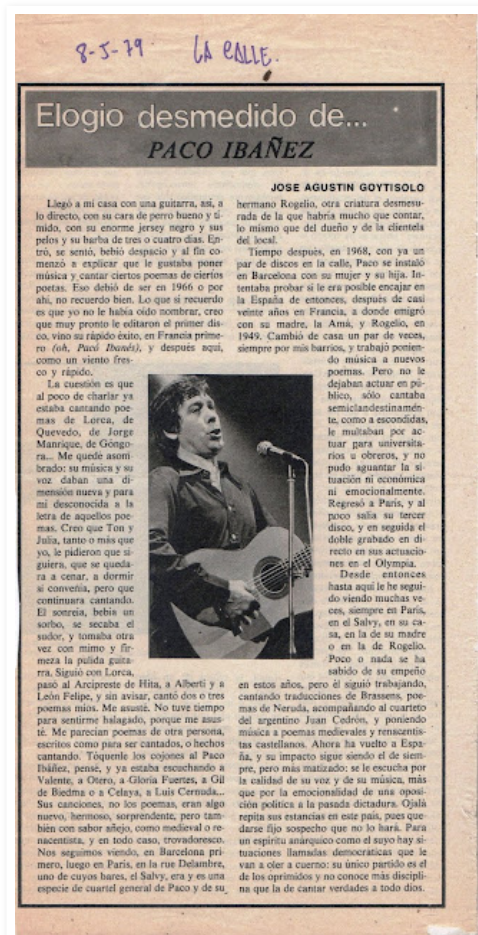 8-5-79 LA CALLE.
Elogio desmedido de...
PACO IBAÑEZ
JOSE AGUSTIN GOYTISOLO
Llegó a mi casa con una guitarra, así, a
lo directo, con su cara de perro bueno y tí-
mido, con su enorme jersey negro y sus
pelos y su barba de tres o cuatro días. En-
tró, se sentó, bebió despacio y al fin co-
menzó a explicar que le gustaba poner
música y cantar ciertos poemas de ciertos
poetas. Eso debió de ser en 1966 o por
ahí, no recuerdo bien. Lo que si recuerdo
es que yo no le había oído nombrar, creo
que muy pronto le editaron el primer dis-
co, vino su rápido éxito, en Francia prime-
ro (oh, Pacó Ibanés), y después aquí,
como un viento fres-
co y rápido.
La cuestión es que
al poco de charlar ya
estaba cantando poe-
mas de Lorca, de
Quevedo, de Jorge
Manrique, de Góngo-
ra... Me quedé asom-
brado: su música y su
voz daban una di-
mensión nueva y para
mí desconocida a la
letra de aquellos poe-
mas. Creo que Ton y
Julia, tanto o más que
yo, le pidieron que si-
guiera, que se queda-
ra a cenar, a dormir
si convenía, pero que
continuara cantando.
El sonreía, bebía un
sorbo, se secaba el
sudor, y tomaba otra
vez con mimo y fir-
meza la pulida guita-
rra. Siguió con Lorca,
pasó al Arcipreste de Hita, a Alberti y a
León Felipe, y sin avisar, cantó dos o tres
poemas míos. Me asusté. No tuve tiempo
para sentirme halagado, porque me asus-
té. Me parecían poemas de otra persona,
escritos como para ser cantados, o hechos
cantando. Tóquenle los cojones al Paco
Ibáñez, pensé, y ya estaba escuchando a
Valente, a Otero, a Gloria Fuertes, a Gil
de Biedma o a Celaya, a Luis Cernuda...
Sus canciones, no los poemas, eran algo
nuevo, hermoso, sorprendente, pero tam-
bién con sabor añejo, como medieval o re-
nacentista, y en todo caso, trovadoresco.
Nos seguimos viendo, en Barcelona pri-
mero, luego en París, en la rue Delambre,
uno de cuyos bares, el Salvy, era y es una
especie de cuartel general de Paco y de su
hermano Rogelio, otra criatura desmesu-
rada de la que habría mucho que contar,
lo mismo que del dueño y de la clientela
del local.
Tiempo después, en 1968, con ya un
par de discos en la calle, Paco se instaló
en Barcelona con su mujer y su hija. In-
tentaba probar si le era posible encajar en
la España de entonces, después de casi
veinte años en Francia, a donde emigró
con su madre, la Amá, y Rogelio, en
1949. Cambió de casa un par de veces,
siempre por mis barrios, y trabajó ponien-
do música a nuevos
poemas. Pero no le
dejaban actuar en pú-
blico, sólo cantaba
semiclandestinamén-
te, como a escondidas,
le multaban por ac-
tuar para universita-
rios u obreros, y no
pudo aguantar la si-
tuación ni económica
ni emocionalmente.
Regresó a París, y al
poco salía su tercer
disco, y en seguida el
doble grabado en di-
recto en sus actuacio-
nes en el Olympia.
Desde entonces
hasta aquí le he segui-
do viendo muchas ve-
ces, siempre en París,
en el Salvy, en su ca-
sa, en la de su madre
o en la de Rogelio.
Poco o nada se ha
sabido de su empeño
en estos años, pero él siguió trabajando,
cantando traducciones de Brassens, poe-
mas de Neruda, acompañando al cuarteto
del argentino Juan Cedrón, y poniendo
música a poemas medievales y renacentis-
tas castellanos. Ahora ha vuelto a Espa-
ña, y su impacto sigue siendo el de siem-
pre, pero más matizado: se le escucha por
la calidad de su voz y de su música, más
que por la emocionalidad de una oposi-
ción política a la pasada dictadura. Ojalá
repita sus estancias en este país, pues que-
darse fijo sospecho que no lo hará. Para
un espíritu anárquico como el suyo hay si-
tuaciones llamadas democráticas que le
van a oler a cuerno: su único partido es el
de los oprimidos y no conoce más discipli-
na que la de cantar verdades a todo dios.